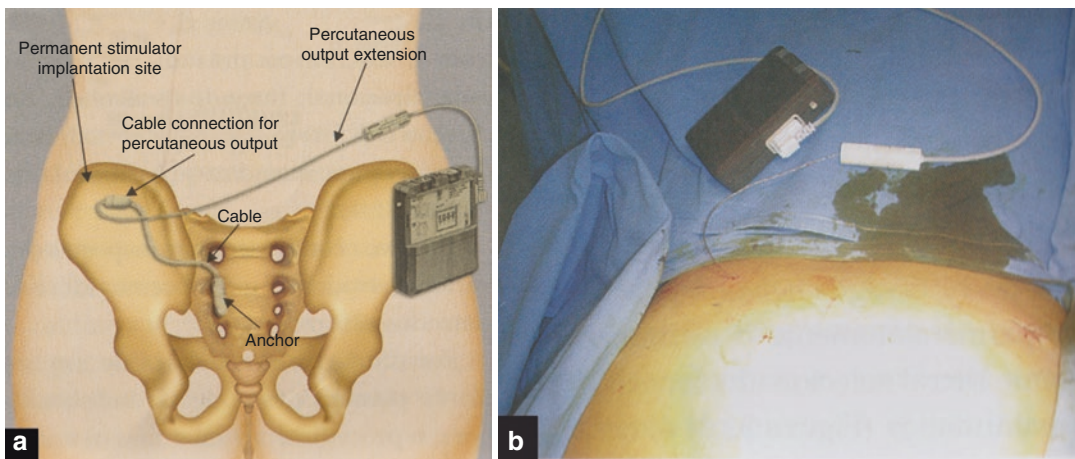 Permanent stimulator
implantation site
Percutaneous
output extension
Cable connection for
percutaneous output
Cable
Anchor
a
b